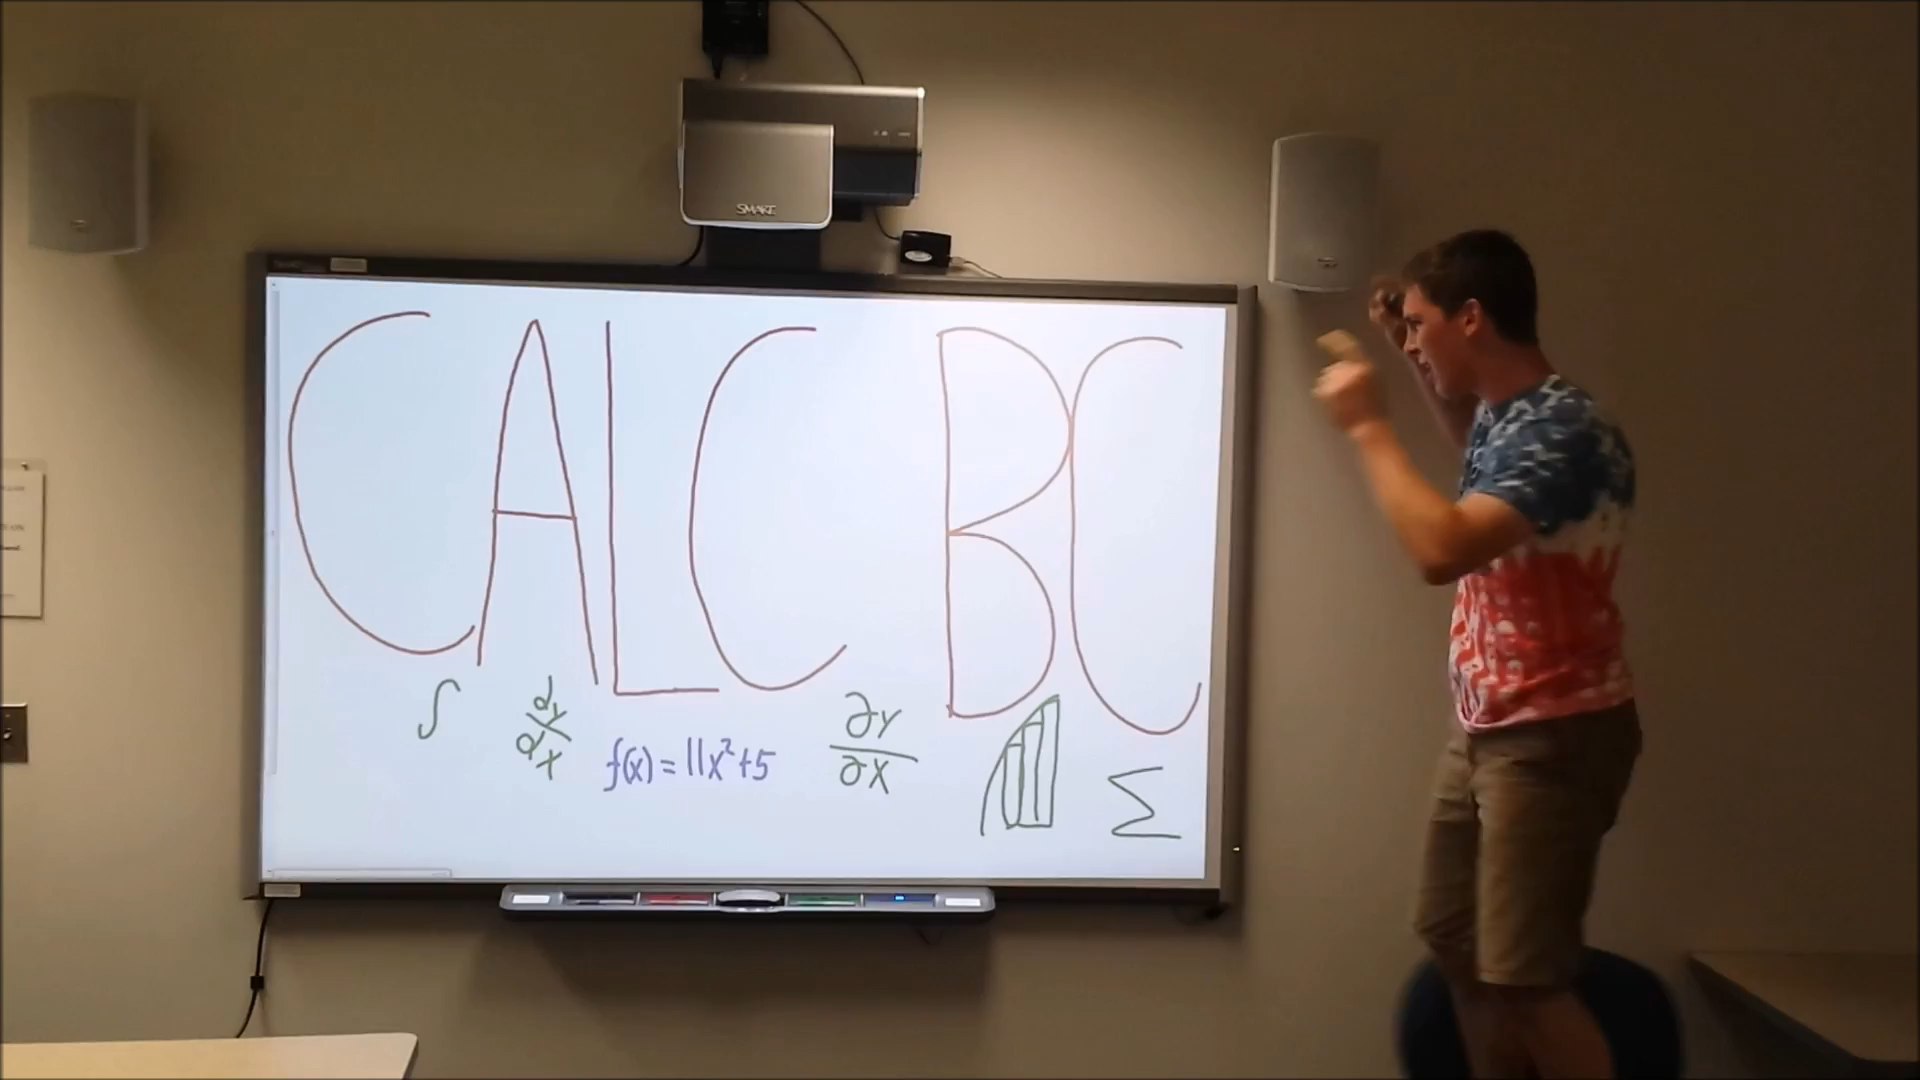 SMART
CALC BC
∫ dy/dx f(x) = 11x²+5 ∂y/∂x Σ